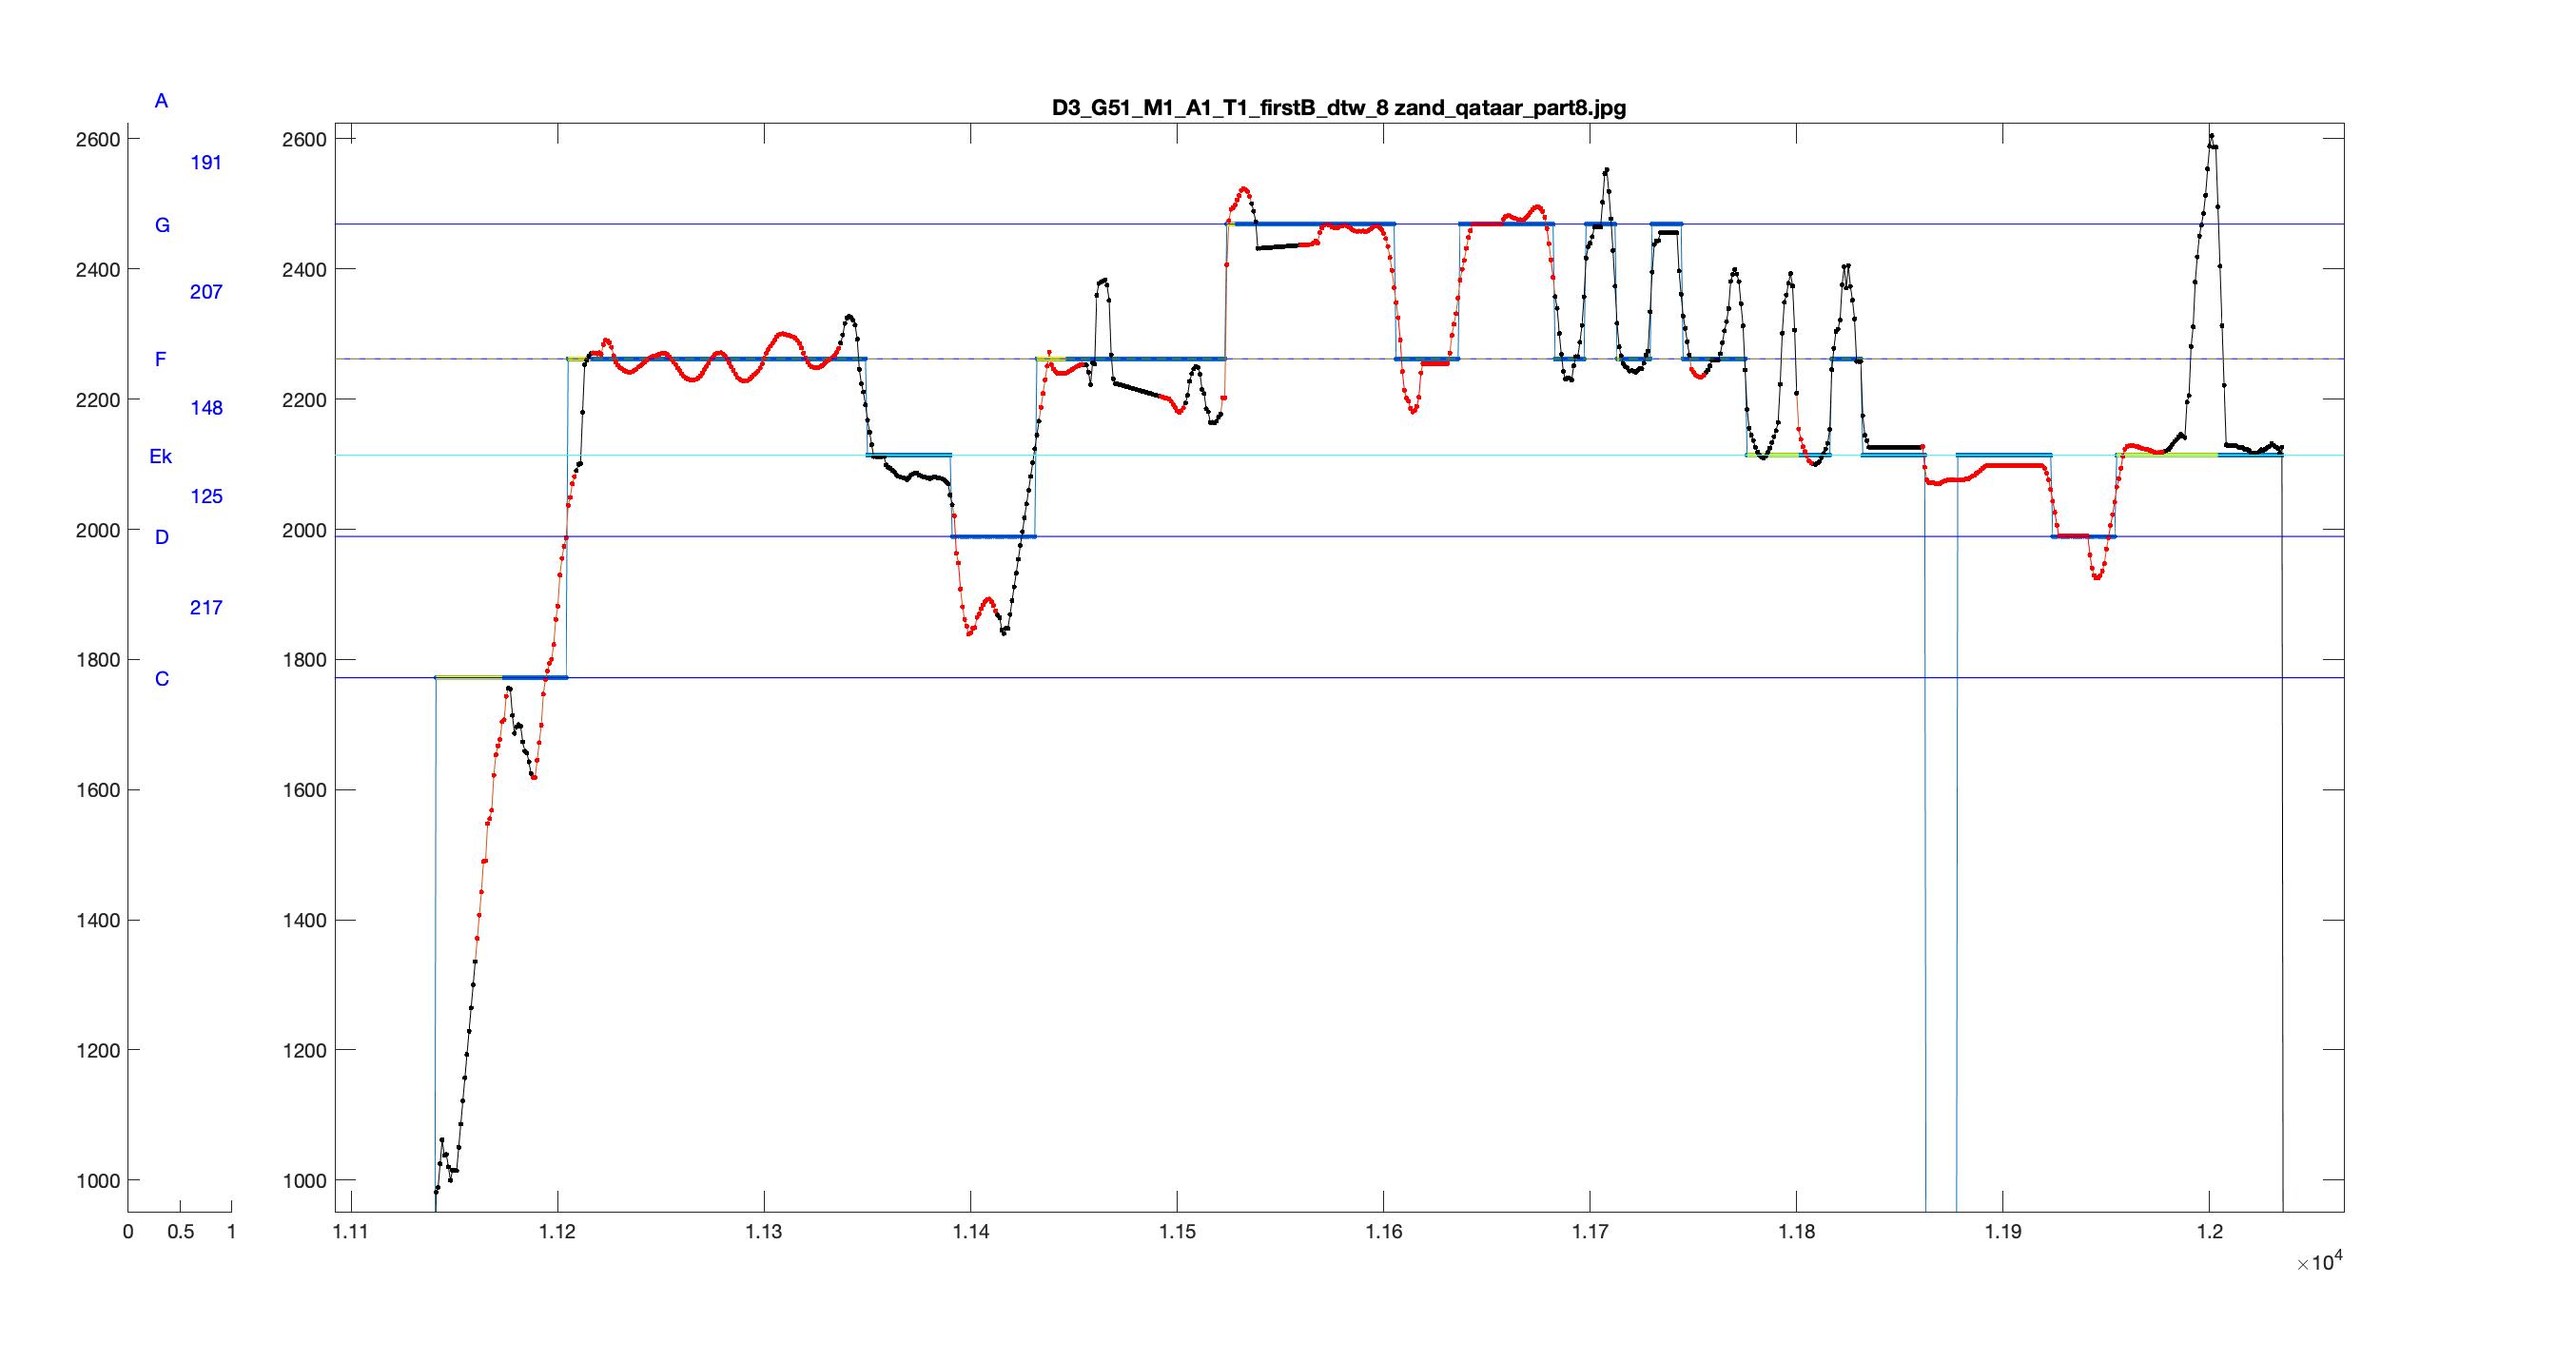 D3_G51_M1_A1_T1_firstB_dtw_8 zand_qataar_part8.jpg
A
2600 191 2600
G
2400 207 2400
F
2200 148 2200
Ek
125
2000 D 2000
217
1800 C 1800
1600 1600
1400 1400
1200 1200
1000 1000
0 0.5 1 1.11 1.12 1.13 1.14 1.15 1.16 1.17 1.18 1.19 1.2
×10⁴